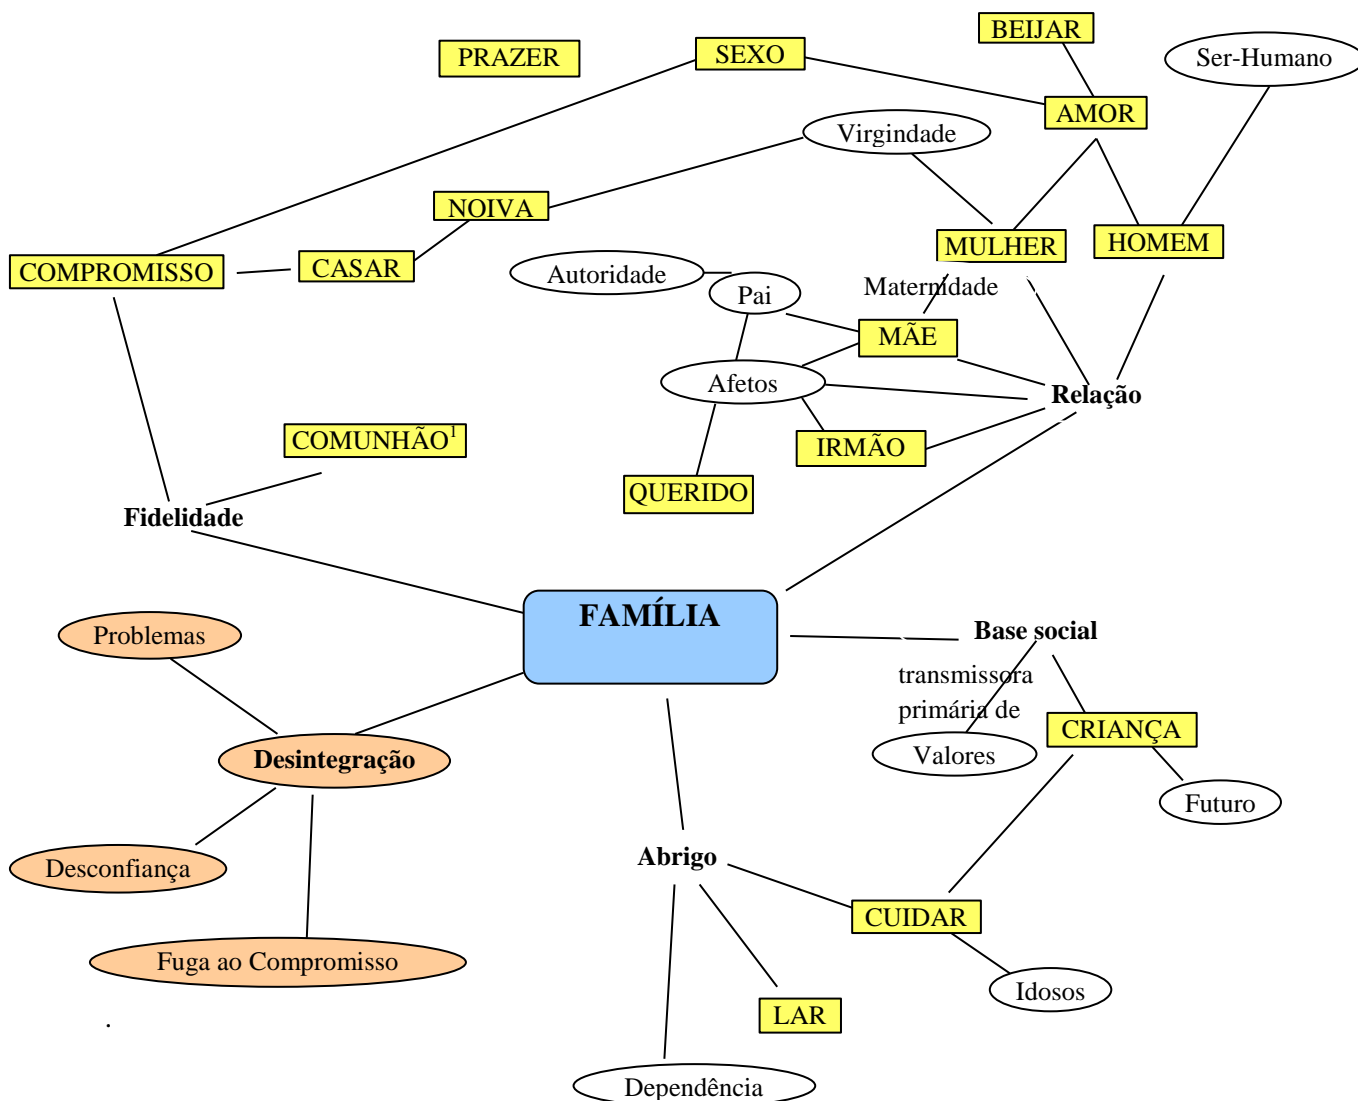 BEIJAR
PRAZER
SEXO
Ser-Humano
AMOR
Virgindade
NOIVA
MULHER
HOMEM
COMPROMISSO
CASAR
Autoridade
Pai
Maternidade
MÃE
Afetos
Relação
COMUNHÃO¹
IRMÃO
QUERIDO
Fidelidade
FAMÍLIA
Problemas
Base social
transmissora
primária de
CRIANÇA
Desintegração
Valores
Futuro
Desconfiança
Abrigo
CUIDAR
Fuga ao Compromisso
Idosos
LAR
.
Dependência